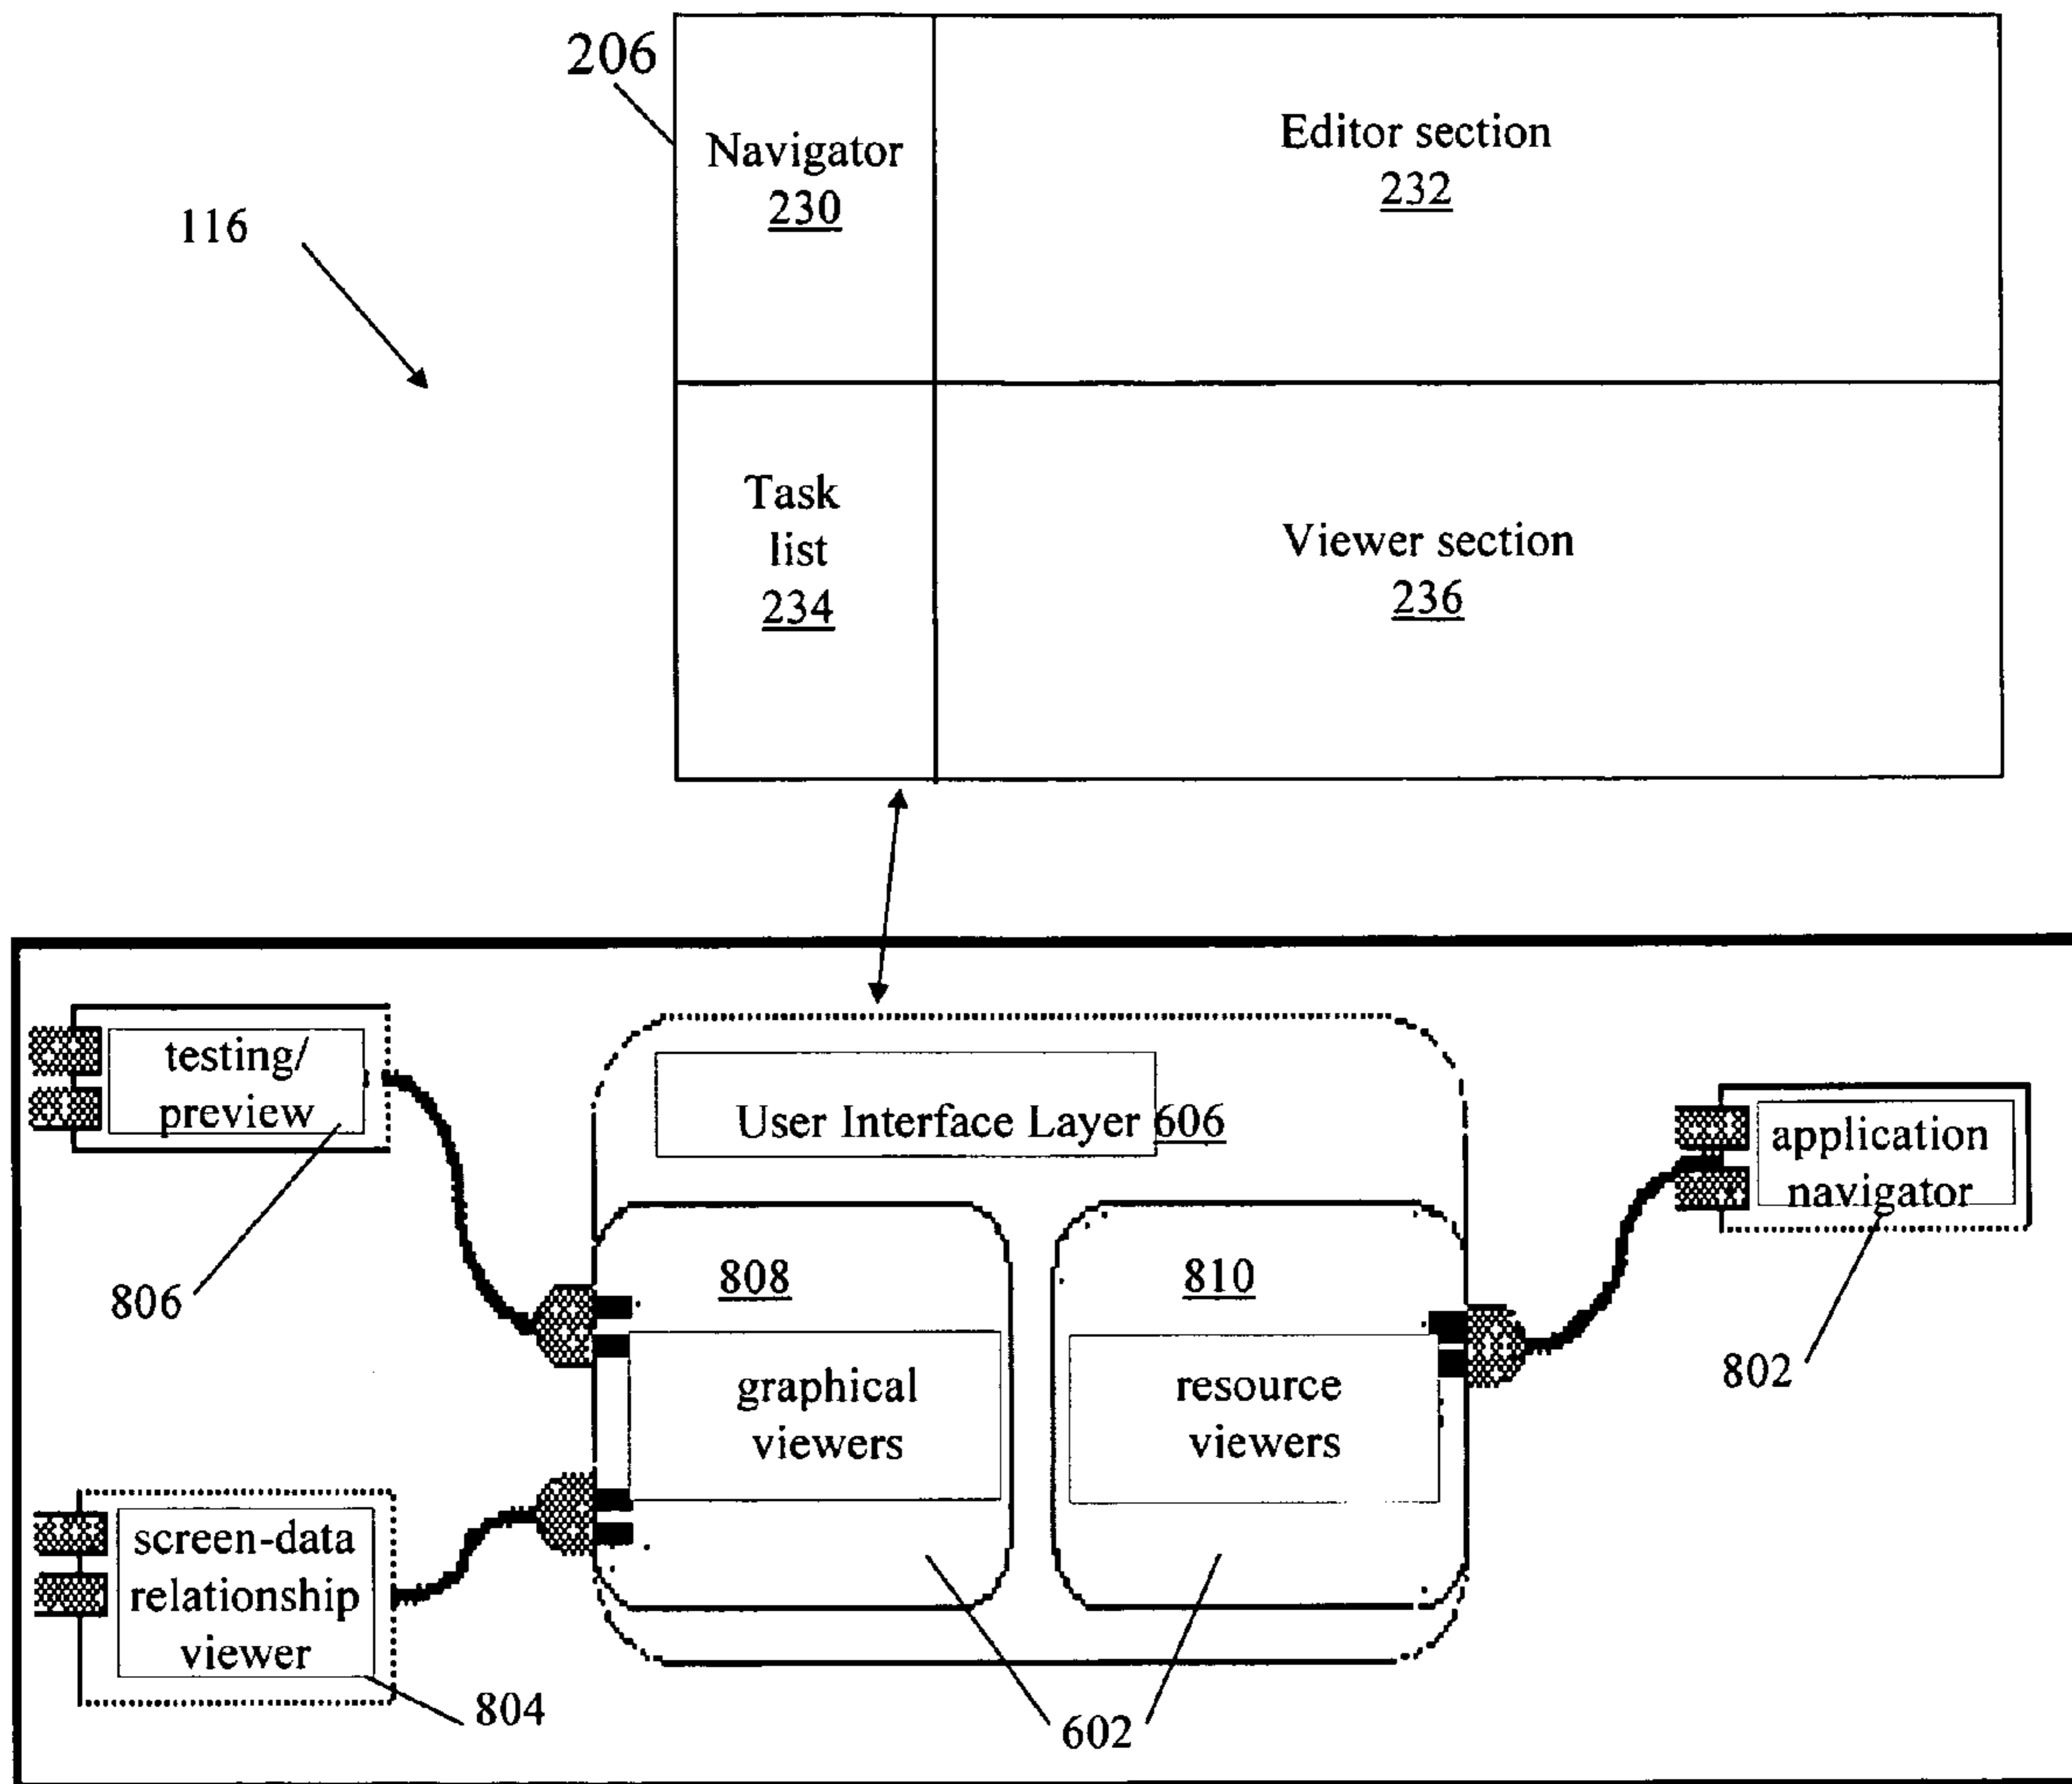 206
Navigator
230
Editor section
232
116
Task
list
234
Viewer section
236
testing/
preview
User Interface Layer 606
application
navigator
806
808
810
802
graphical
viewers
resource
viewers
screen-data
relationship
viewer
804
602